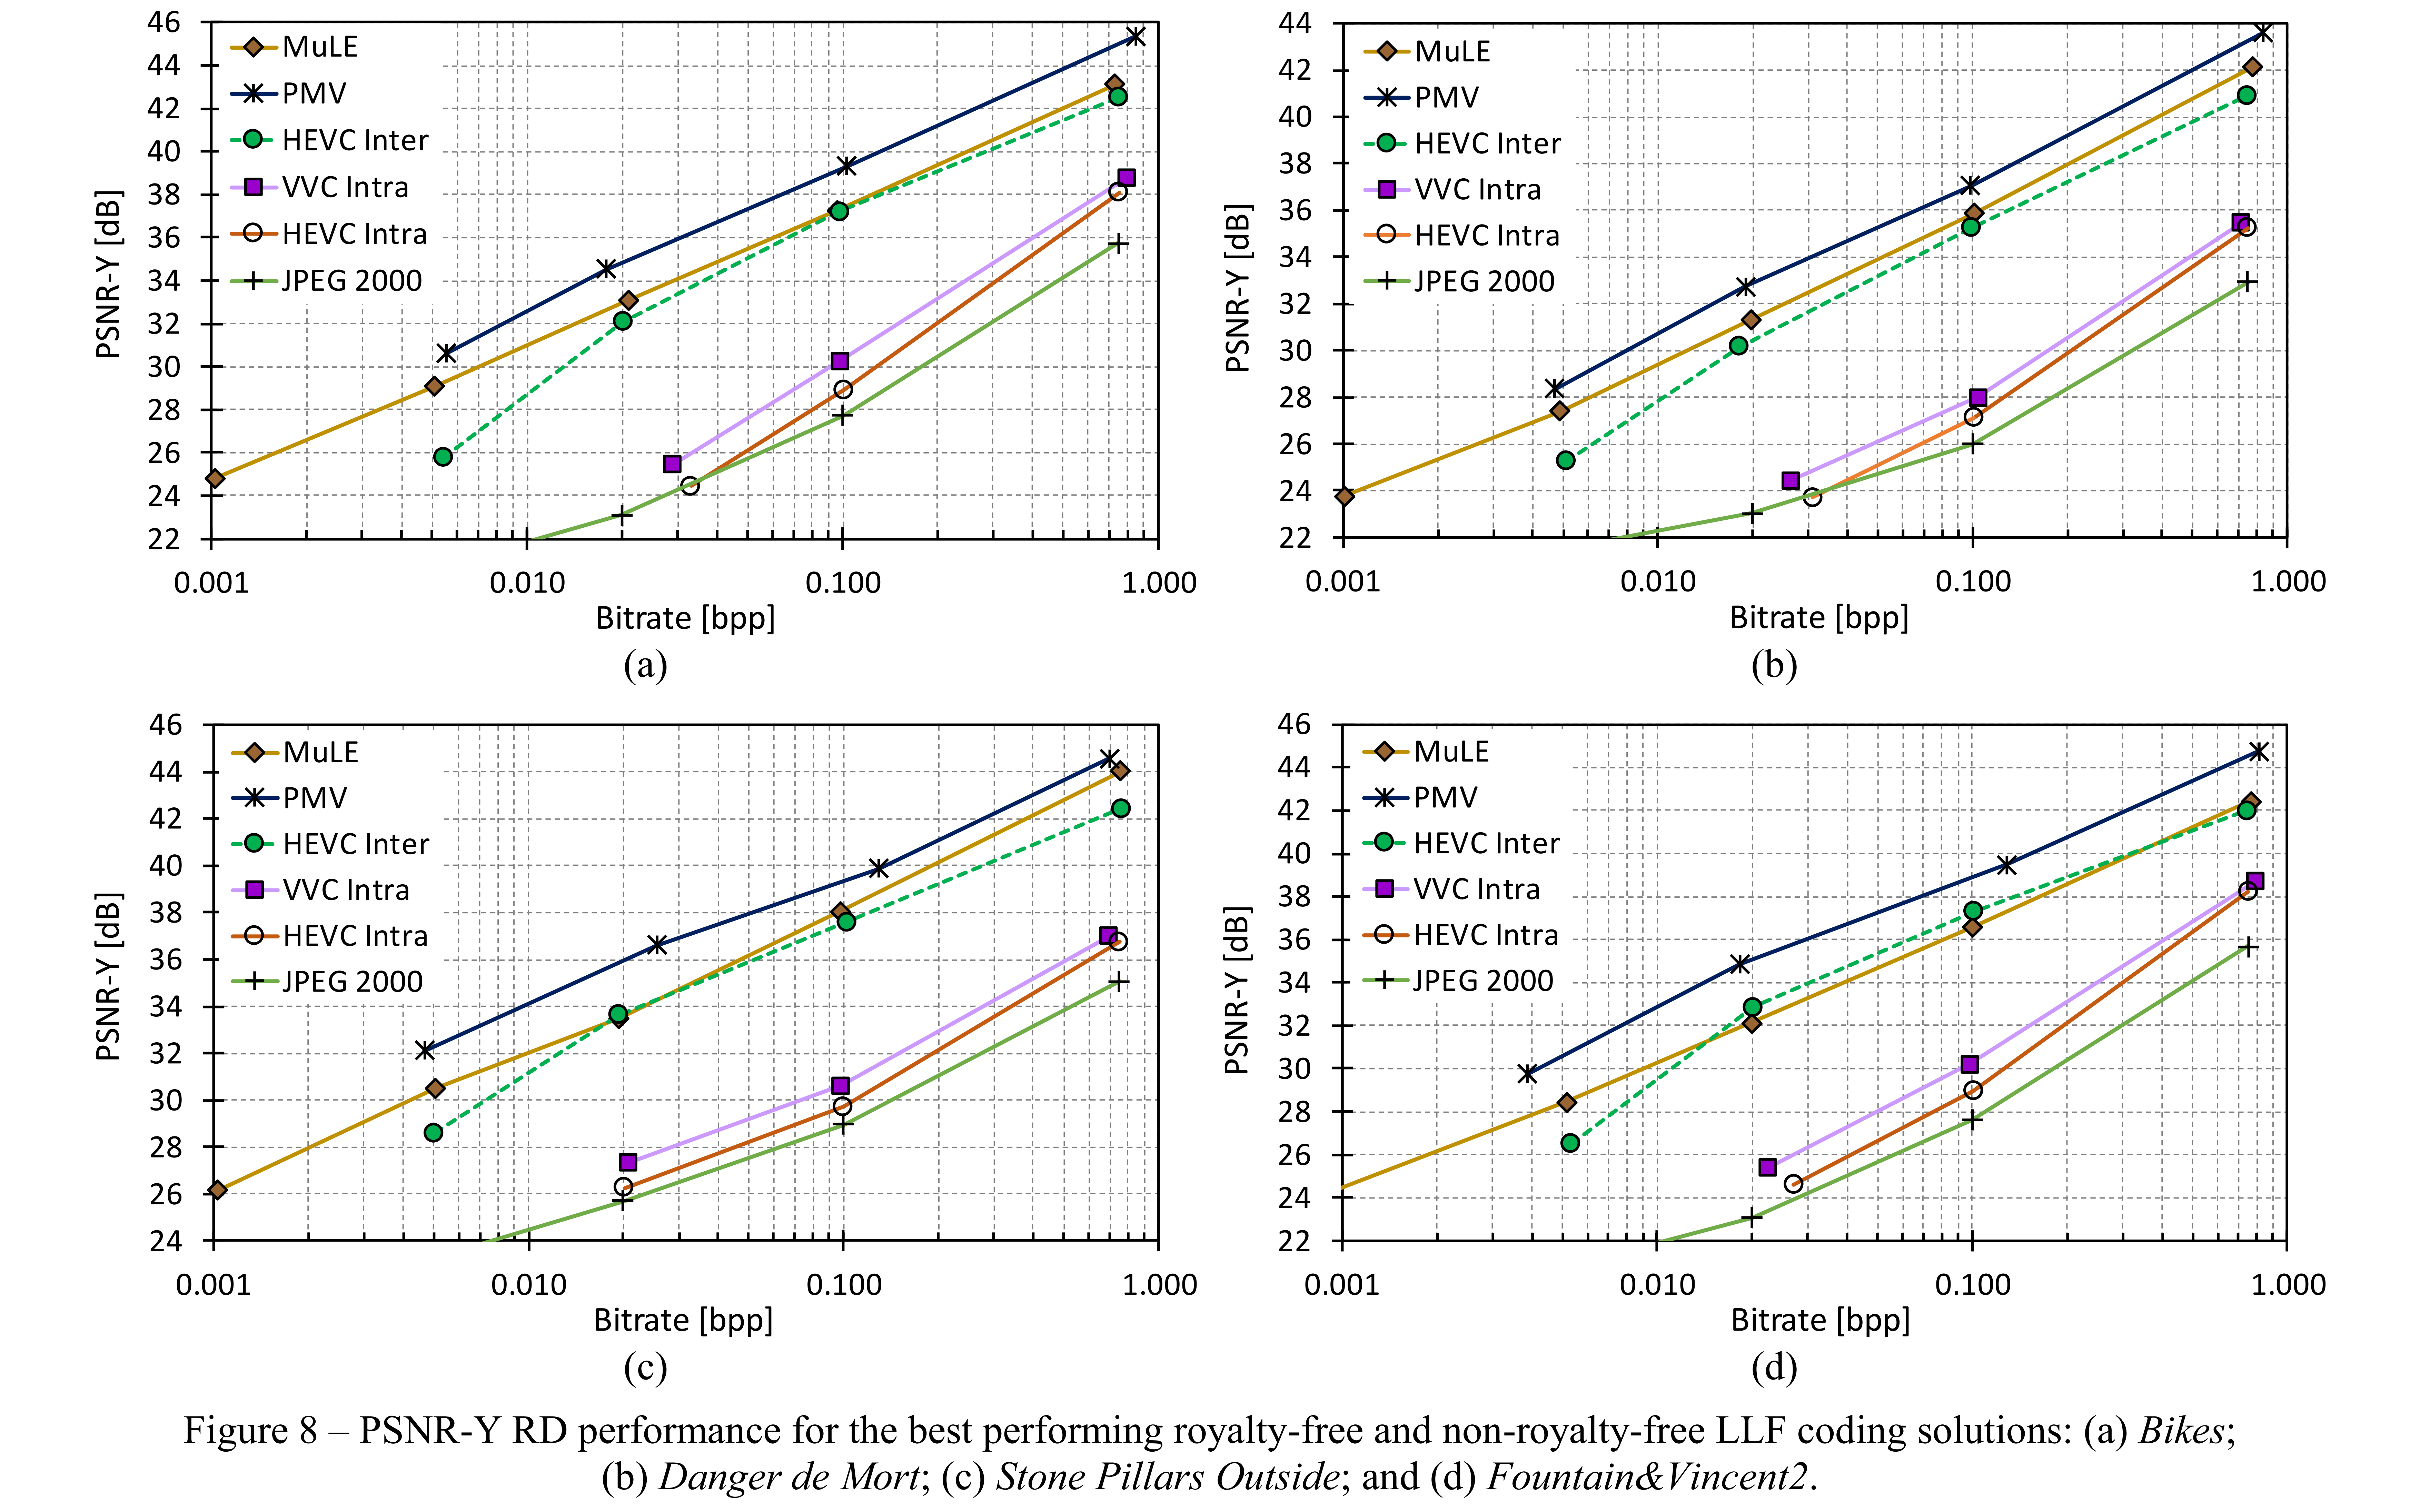 46
44
42
40
38
36
34
32
30
28
26
24
22
PSNR-Y [dB]
MuLE
PMV
HEVC Inter
VVC Intra
HEVC Intra
JPEG 2000
0.001 0.010 0.100 1.000
Bitrate [bpp]
(a)
44
42
40
38
36
34
32
30
28
26
24
22
PSNR-Y [dB]
MuLE
PMV
HEVC Inter
VVC Intra
HEVC Intra
JPEG 2000
0.001 0.010 0.100 1.000
Bitrate [bpp]
(b)
46
44
42
40
38
36
34
32
30
28
26
24
PSNR-Y [dB]
MuLE
PMV
HEVC Inter
VVC Intra
HEVC Intra
JPEG 2000
0.001 0.010 0.100 1.000
Bitrate [bpp]
(c)
46
44
42
40
38
36
34
32
30
28
26
24
22
PSNR-Y [dB]
MuLE
PMV
HEVC Inter
VVC Intra
HEVC Intra
JPEG 2000
0.001 0.010 0.100 1.000
Bitrate [bpp]
(d)
Figure 8 – PSNR-Y RD performance for the best performing royalty-free and non-royalty-free LLF coding solutions: (a) Bikes;
(b) Danger de Mort; (c) Stone Pillars Outside; and (d) Fountain&Vincent2.